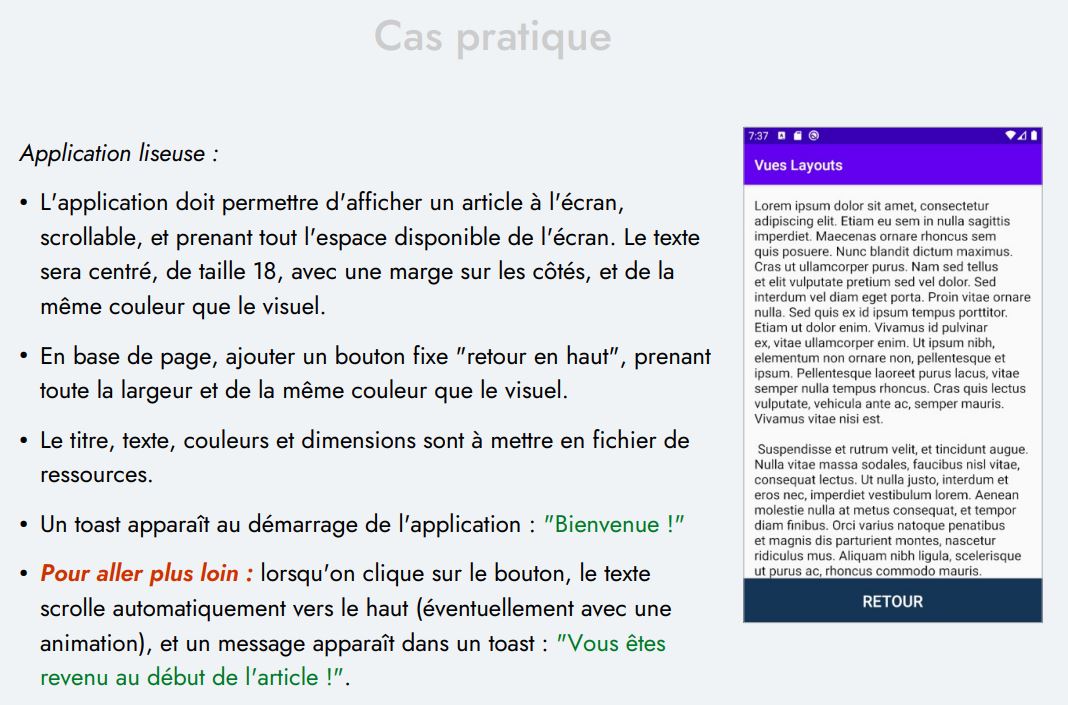 Cas pratique
Application liseuse :
• L'application doit permettre d'afficher un article à l'écran,
scrollable, et prenant tout l'espace disponible de l'écran. Le texte
sera centré, de taille 18, avec une marge sur les côtés, et de la
même couleur que le visuel.
• En base de page, ajouter un bouton fixe "retour en haut", prenant
toute la largeur et de la même couleur que le visuel.
• Le titre, texte, couleurs et dimensions sont à mettre en fichier de
ressources.
• Un toast apparaît au démarrage de l'application : "Bienvenue !"
• Pour aller plus loin : lorsqu'on clique sur le bouton, le texte
scrolle automatiquement vers le haut (éventuellement avec une
animation), et un message apparaît dans un toast : "Vous êtes
revenu au début de l'article !".
7:37
Vues Layouts
Lorem ipsum dolor sit amet, consectetur
adipiscing elit. Etiam eu sem in nulla sagittis
imperdiet. Maecenas ornare rhoncus sem
quis posuere. Nunc blandit dictum maximus.
Cras ut ullamcorper purus. Nam sed tellus
et elit vulputate pretium sed vel dolor. Sed
interdum vel diam eget porta. Proin vitae ornare
nulla. Sed quis ex id ipsum tempus porttitor.
Etiam ut dolor enim. Vivamus id pulvinar
ex, vitae ullamcorper enim. Ut ipsum nibh,
elementum non ornare non, pellentesque et
ipsum. Pellentesque laoreet purus lacus, vitae
semper nulla tempus rhoncus. Cras quis lectus
vulputate, vehicula ante ac, semper mauris.
Vivamus vitae nisi est.
Suspendisse et rutrum velit, et tincidunt augue.
Nulla vitae massa sodales, faucibus nisl vitae,
consequat lectus. Ut nulla justo, interdum et
eros nec, imperdiet vestibulum lorem. Aenean
molestie nulla at metus consequat, et tempor
diam finibus. Orci varius natoque penatibus
et magnis dis parturient montes, nascetur
ridiculus mus. Aliquam nibh ligula, scelerisque
ut purus ac, rhoncus commodo mauris.
RETOUR